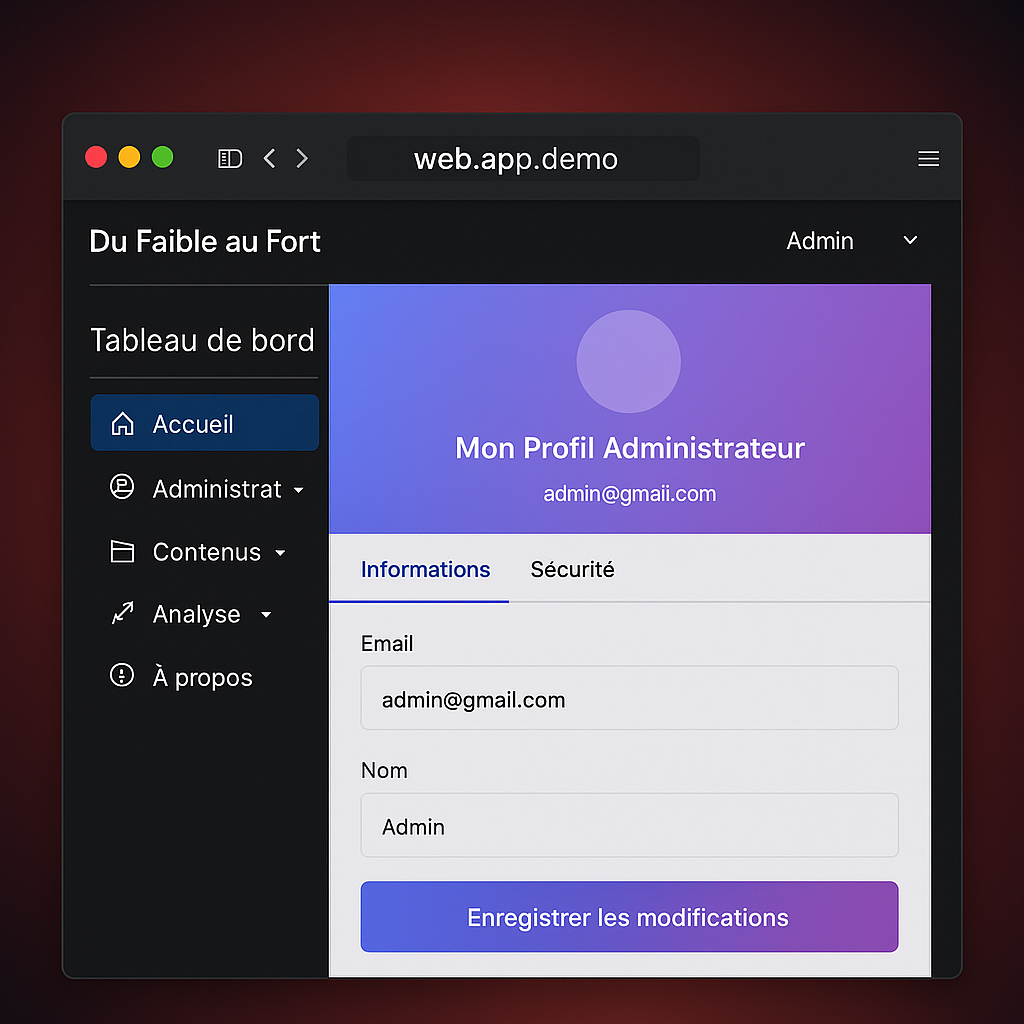 web.app.demo
Du Faible au Fort
Admin
Tableau de bord
Accueil
Administrat
Contenus
Analyse
À propos
Mon Profil Administrateur
admin@gmaii.com
Informations
Sécurité
Email
admin@gmail.com
Nom
Admin
Enregistrer les modifications